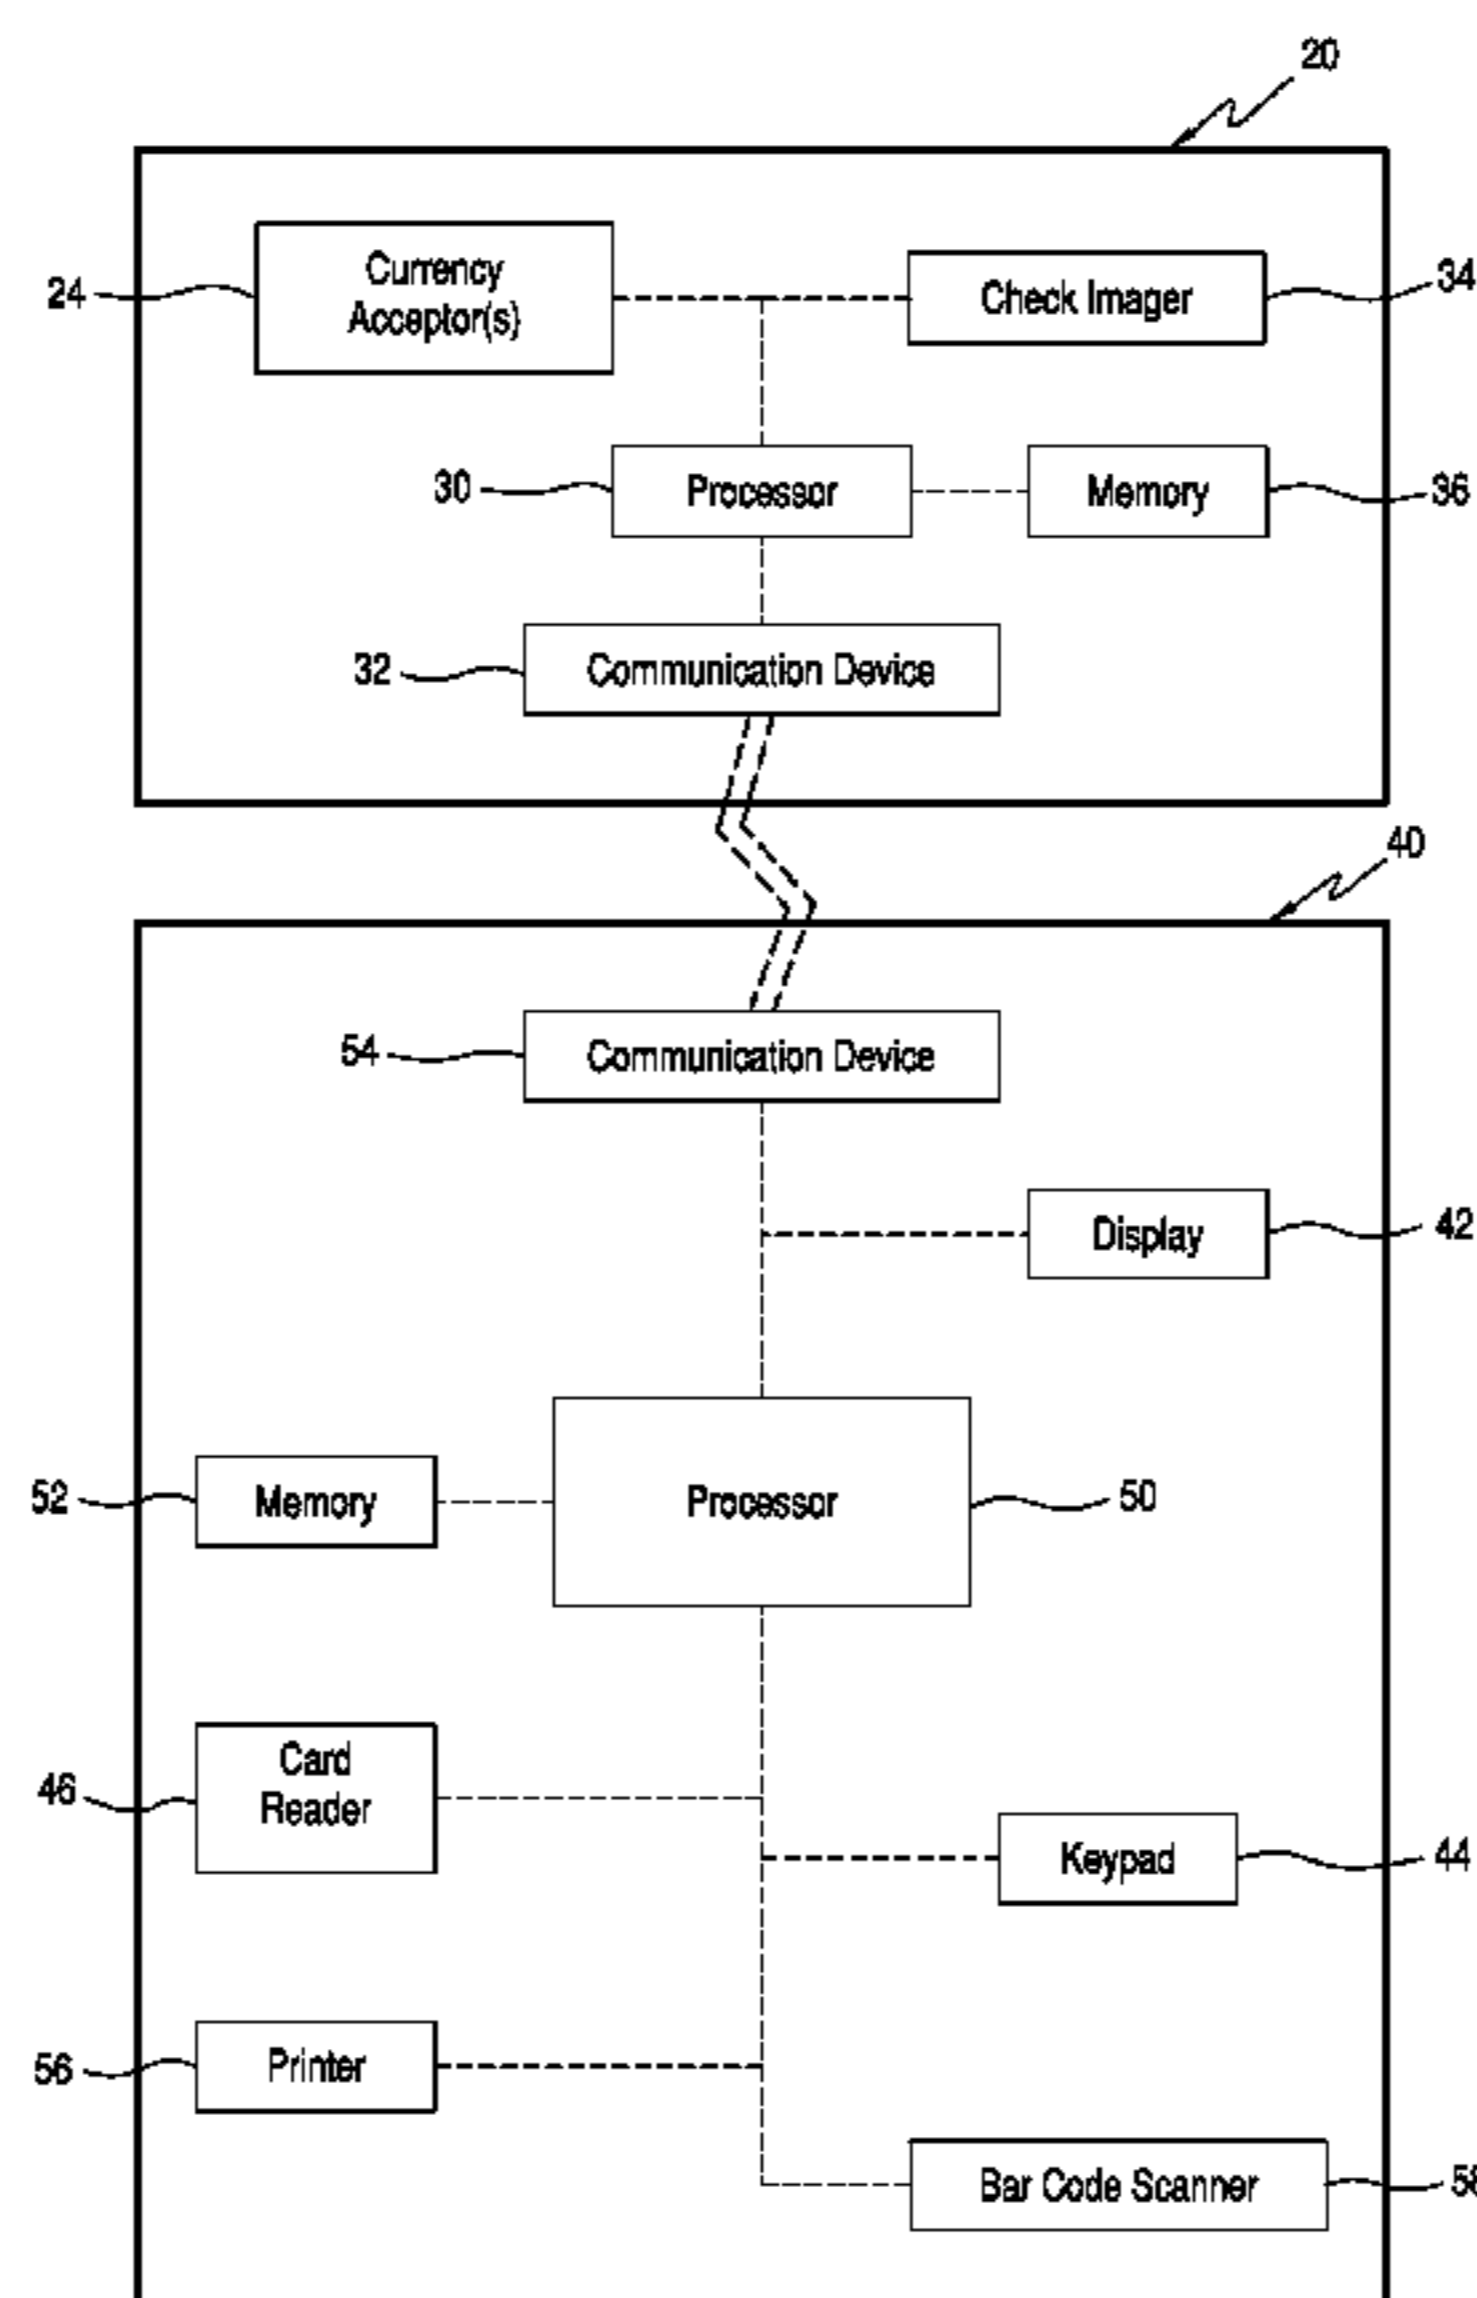 20
Currency
Acceptor(s)
24
Check Imager
34
30
Processor
Memory
36
32
Communication Device
40
54
Communication Device
Display
42
52
Memory
Processor
50
Card
Reader
46
Keypad
44
56
Printer
Bar Code Scanner